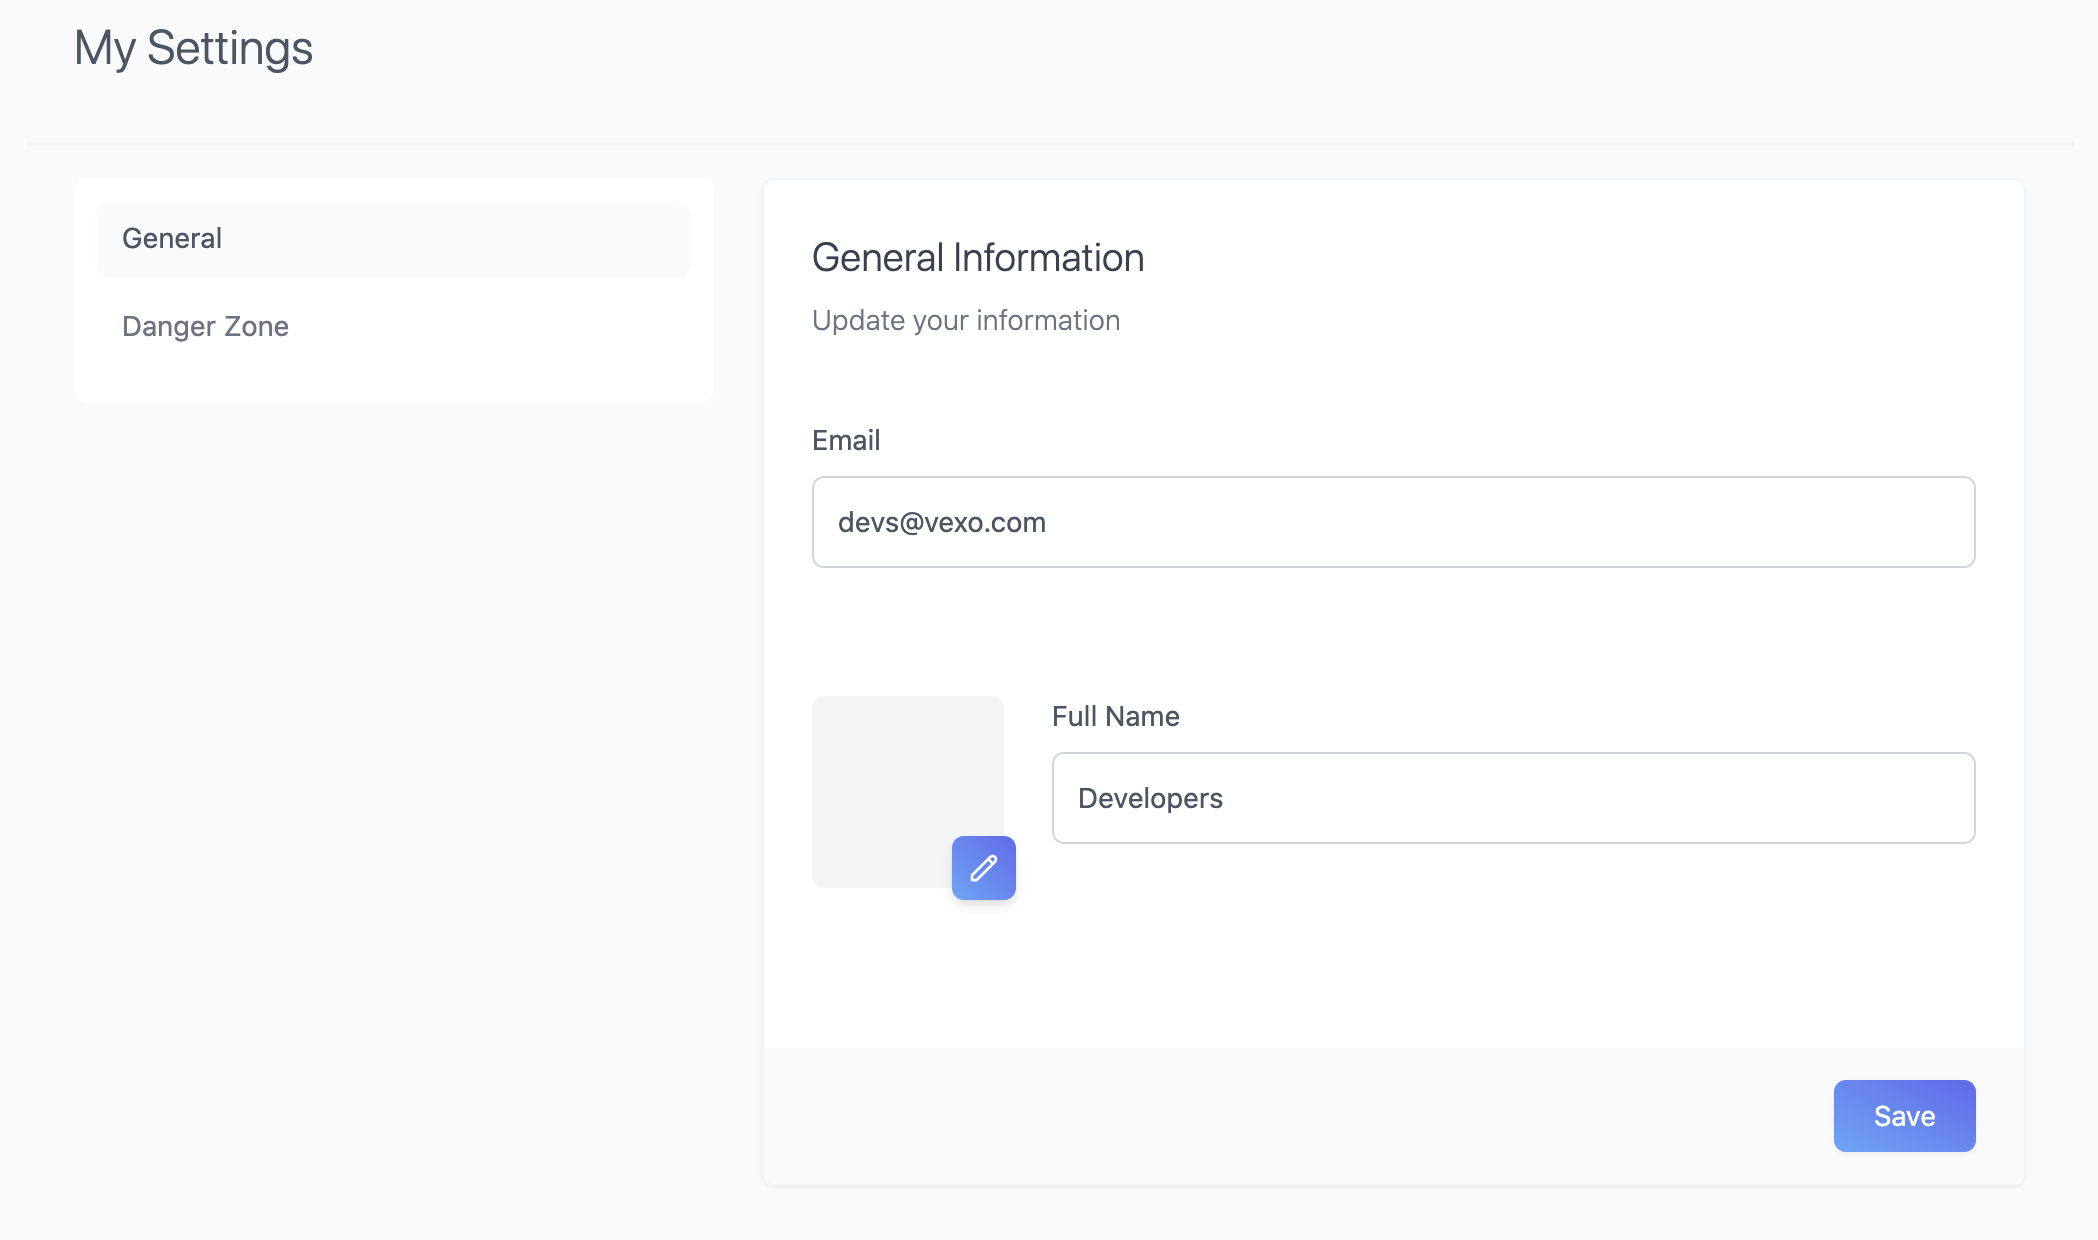 My Settings
General
Danger Zone
General Information
Update your information
Email
devs@vexo.com
Full Name
Developers
Save